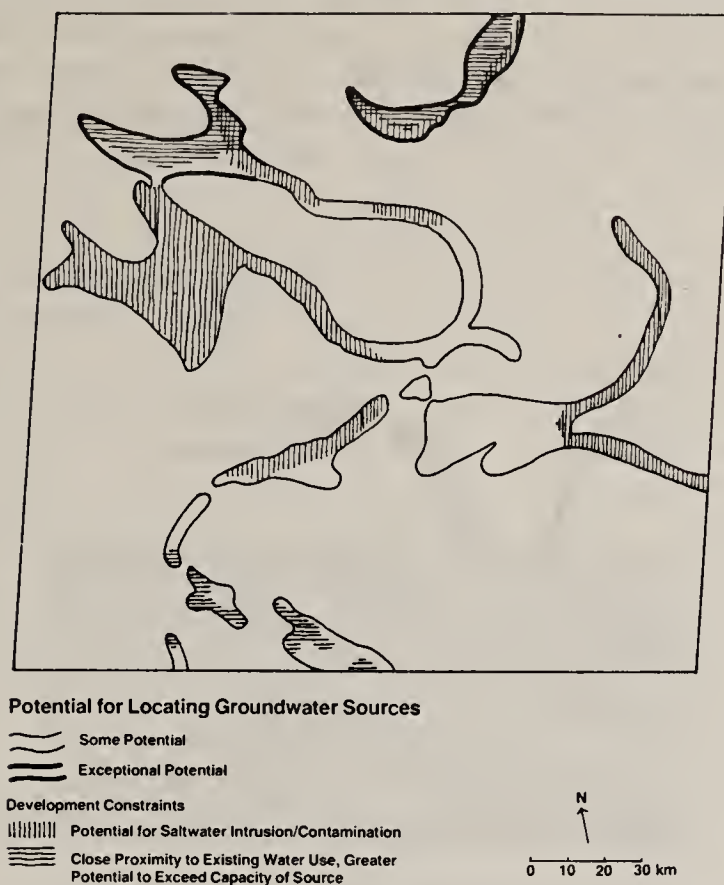 Potential for Locating Groundwater Sources
Some Potential
Exceptional Potential
Development Constraints
Potential for Saltwater Intrusion/Contamination
Close Proximity to Existing Water Use, Greater
Potential to Exceed Capacity of Source
N
0 10 20 30 km